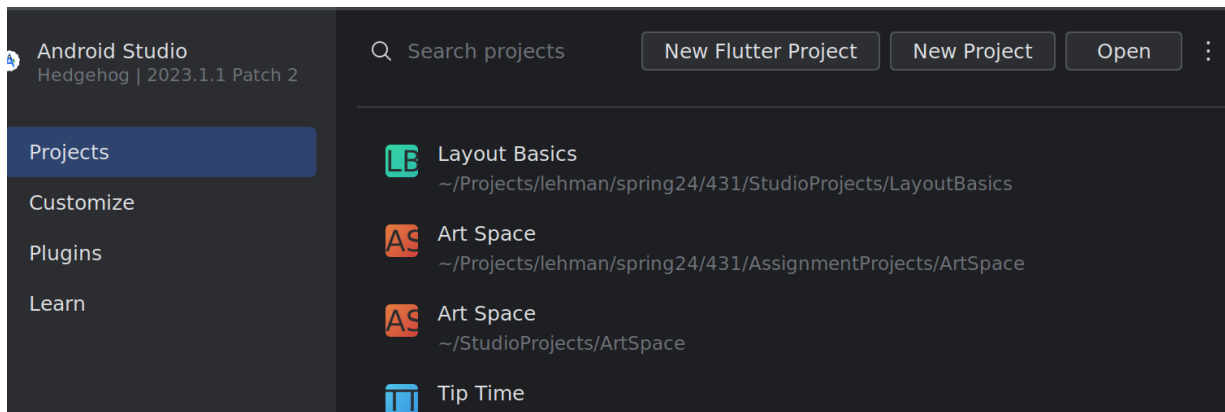 Android Studio
Hedgehog | 2023.1.1 Patch 2
Search projects
New Flutter Project
New Project
Open
Projects
Customize
Plugins
Learn
LB
Layout Basics
~/Projects/lehman/spring24/431/StudioProjects/LayoutBasics
AS
Art Space
~/Projects/lehman/spring24/431/AssignmentProjects/ArtSpace
AS
Art Space
~/StudioProjects/ArtSpace
Tip Time